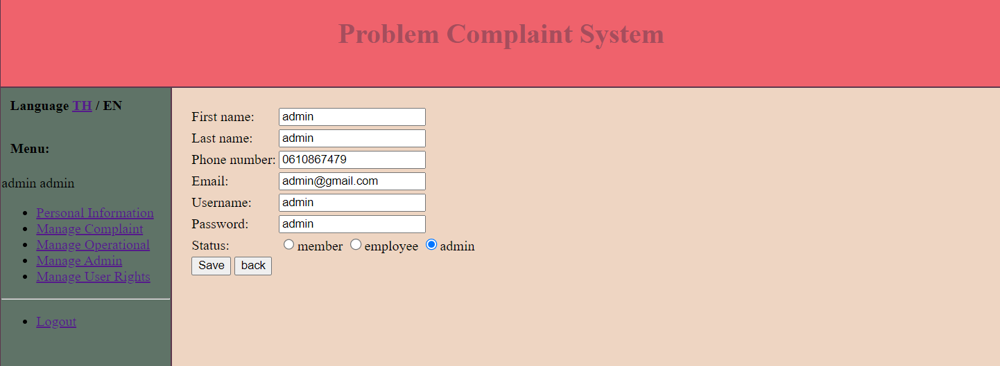 Problem Complaint System
Language TH / EN
Menu:
admin admin
Personal Information
Manage Complaint
Manage Operational
Manage Admin
Manage User Rights
Logout
First name: admin
Last name: admin
Phone number: 0610867479
Email: admin@gmail.com
Username: admin
Password: admin
Status: member employee admin
Save back